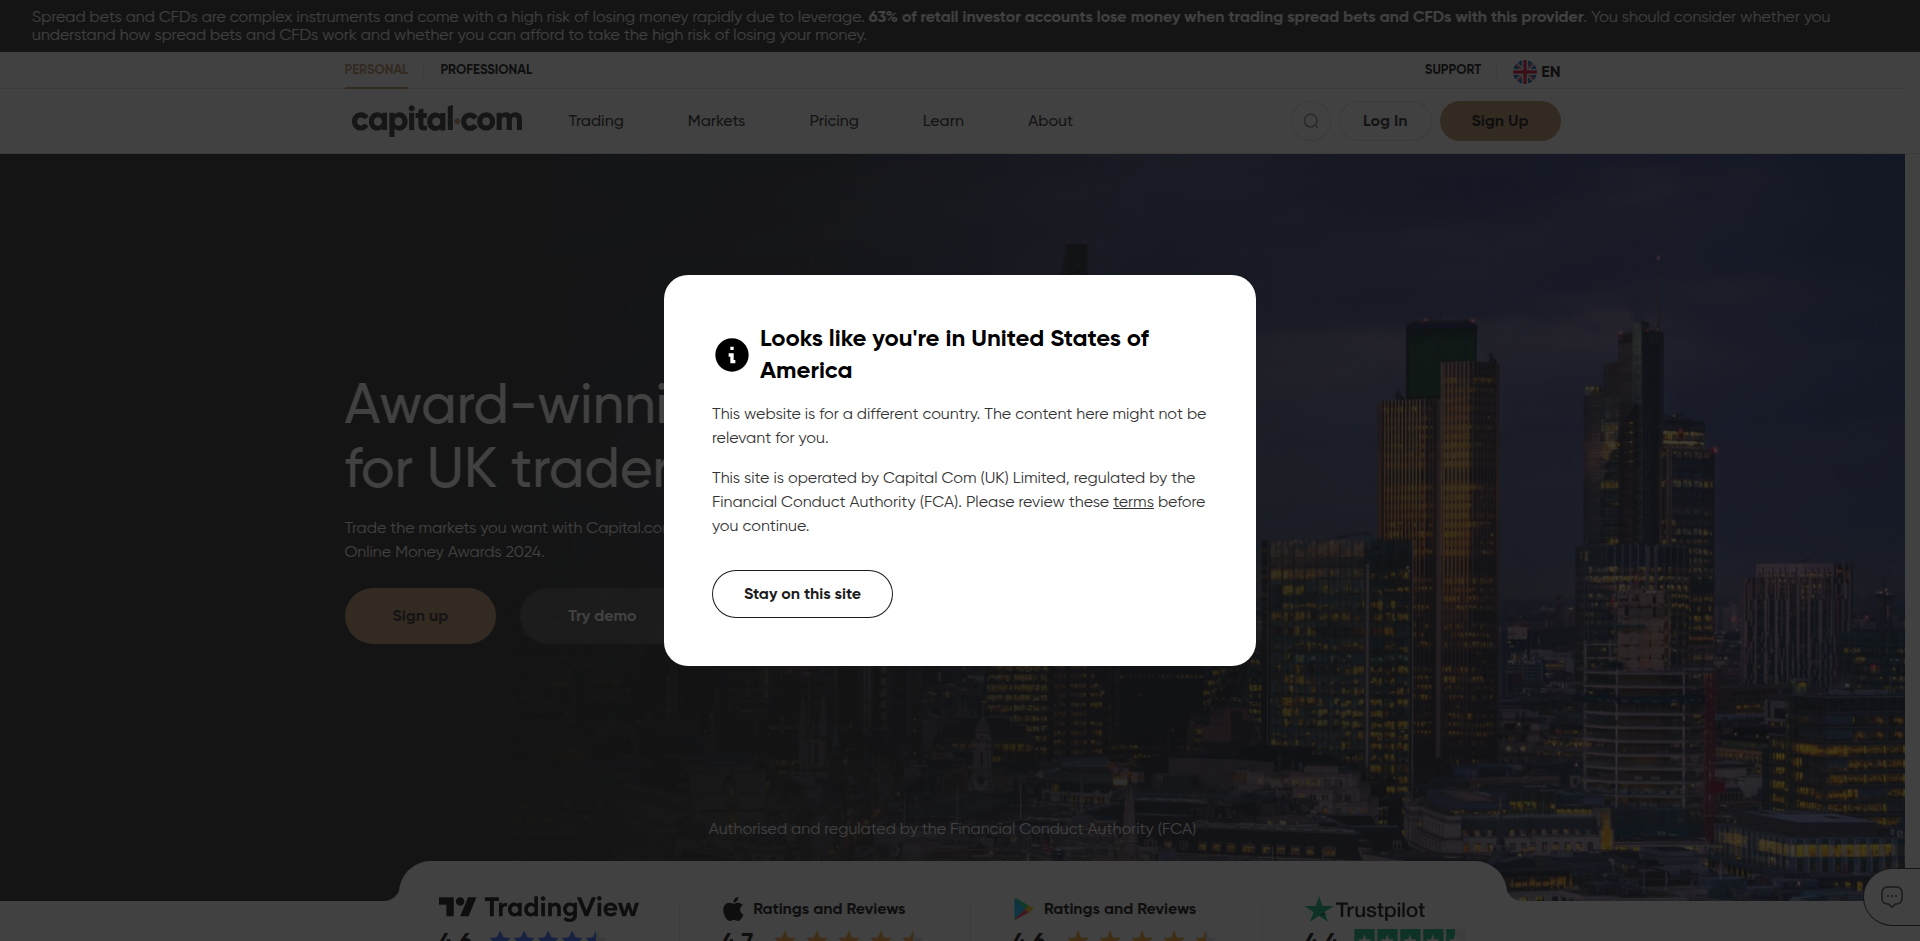 Spread bets and CFDs are complex instruments and come with a high risk of losing money rapidly due to leverage. 63% of retail investor accounts lose money when trading spread bets and CFDs with this provider. You should consider whether you
understand how spread bets and CFDs work and whether you can afford to take the high risk of losing your money.
PERSONAL PROFESSIONAL SUPPORT EN
capital.com Trading Markets Pricing Learn About Log In Sign Up
Looks like you're in United States of
America
This website is for a different country. The content here might not be
relevant for you.
This site is operated by Capital Com (UK) Limited, regulated by the
Financial Conduct Authority (FCA). Please review these terms before
you continue.
Stay on this site
Award-winni
for UK trader
Trade the markets you want with Capital.co
Online Money Awards 2024.
Sign up Try demo
Authorised and regulated by the Financial Conduct Authority (FCA)
TradingView Ratings and Reviews Ratings and Reviews Trustpilot
4.6 4.7 4.6 4.4